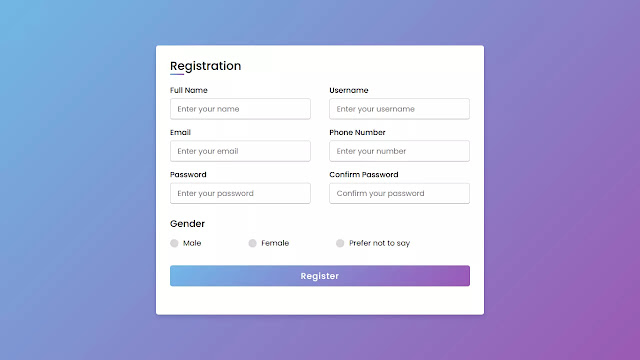 Registration
Full Name Username
Enter your name Enter your username
Email Phone Number
Enter your email Enter your number
Password Confirm Password
Enter your password Confirm your password
Gender
Male Female Prefer not to say
Register